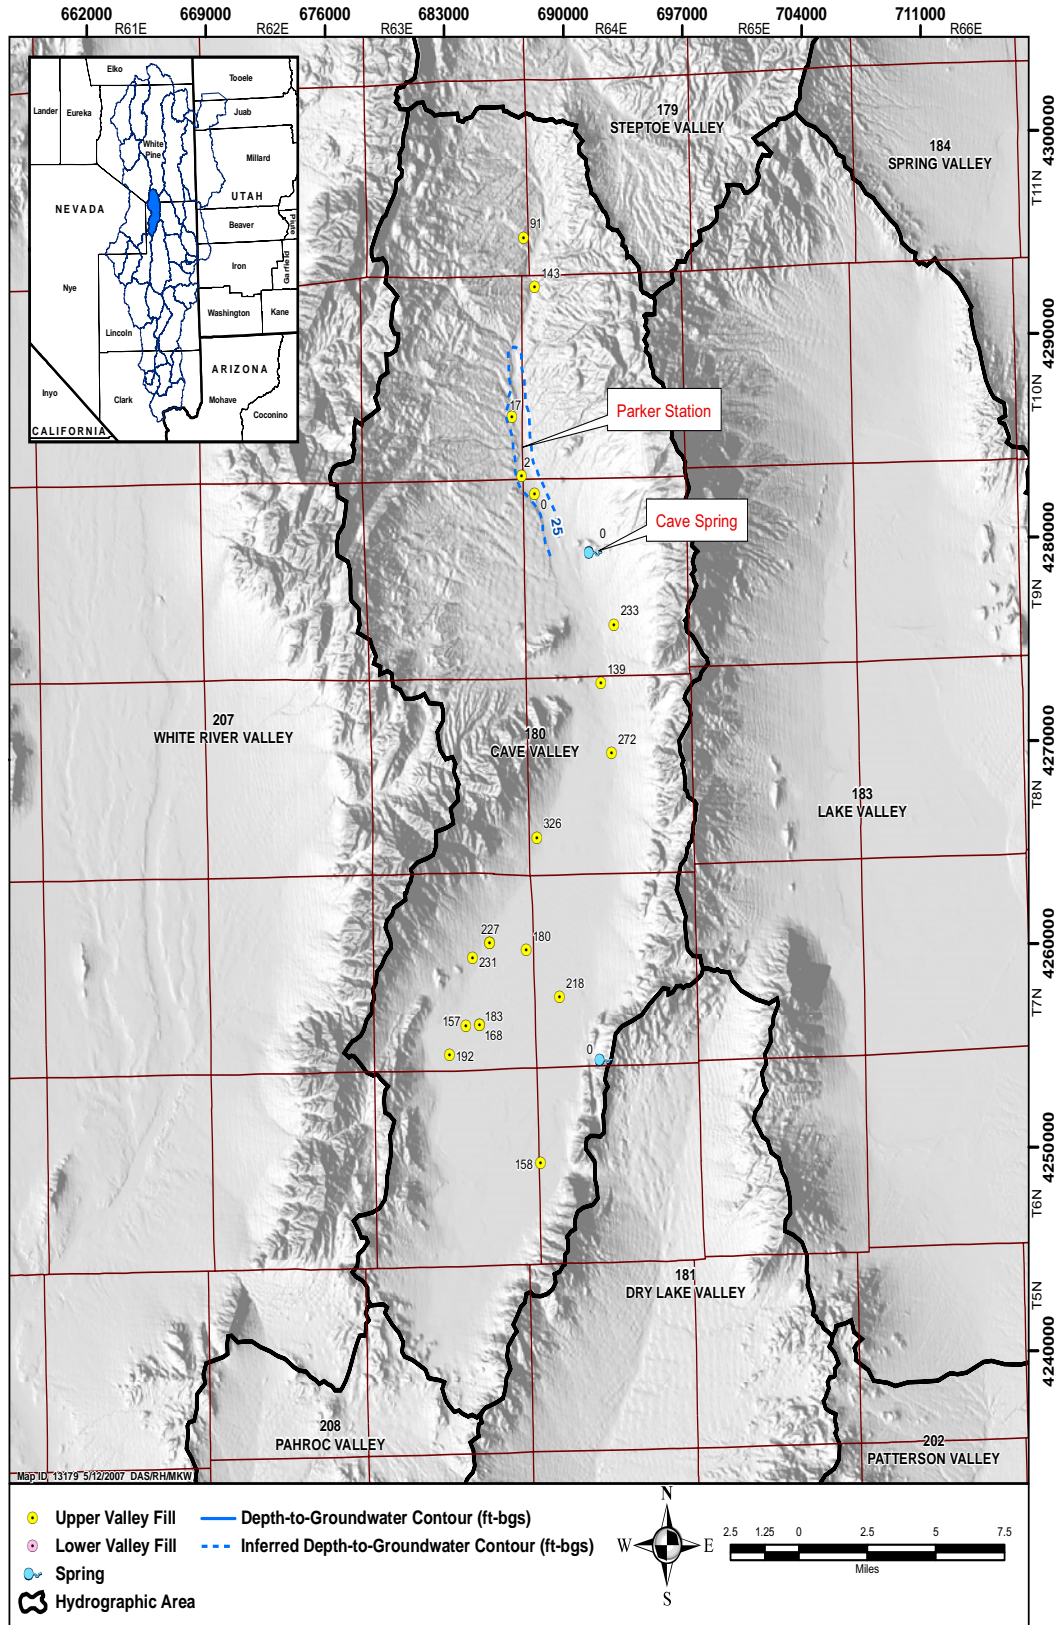 662000 669000 676000 683000 690000 697000 704000 711000
R61E R62E R63E R64E R65E R66E
Elko
Tooele
Lander
Eureka
Juab
White
Pine
Millard
UTAH
NEVADA
Beaver
Piute
Iron
Garfield
Nye
Washington
Kane
Lincoln
ARIZONA
Inyo
Clark
Mohave
Coconino
CALIFORNIA
179
STEPTOE VALLEY
184
SPRING VALLEY
4300000
T11N
91
143
4290000
T10N
17
Parker Station
2
0
25
Cave Spring
0
4280000
T9N
233
139
207
WHITE RIVER VALLEY
180
CAVE VALLEY
272
4270000
183
LAKE VALLEY
T8N
326
227
180
231
4260000
218
T7N
157
183
168
192
0
158
4250000
T6N
181
DRY LAKE VALLEY
T5N
4240000
208
PAHROC VALLEY
202
PATTERSON VALLEY
Map ID 13179 5/12/2007 DAS/RH/MKW
Upper Valley Fill
Lower Valley Fill
Spring
Hydrographic Area
Depth-to-Groundwater Contour (ft-bgs)
Inferred Depth-to-Groundwater Contour (ft-bgs)
N
W E
S
2.5 1.25 0 2.5 5 7.5
Miles